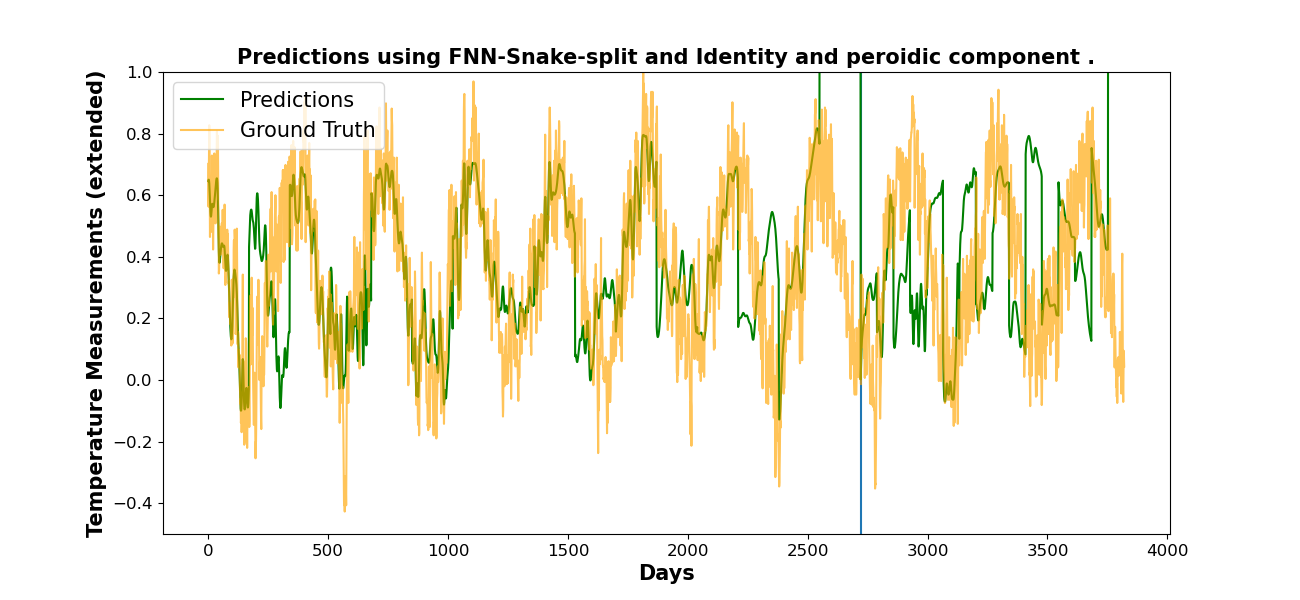 Predictions using FNN-Snake-split and Identity and peroidic component .
Temperature Measurements (extended)
1.0
0.8
0.6
0.4
0.2
0.0
−0.2
−0.4
Predictions
Ground Truth
0 500 1000 1500 2000 2500 3000 3500 4000
Days